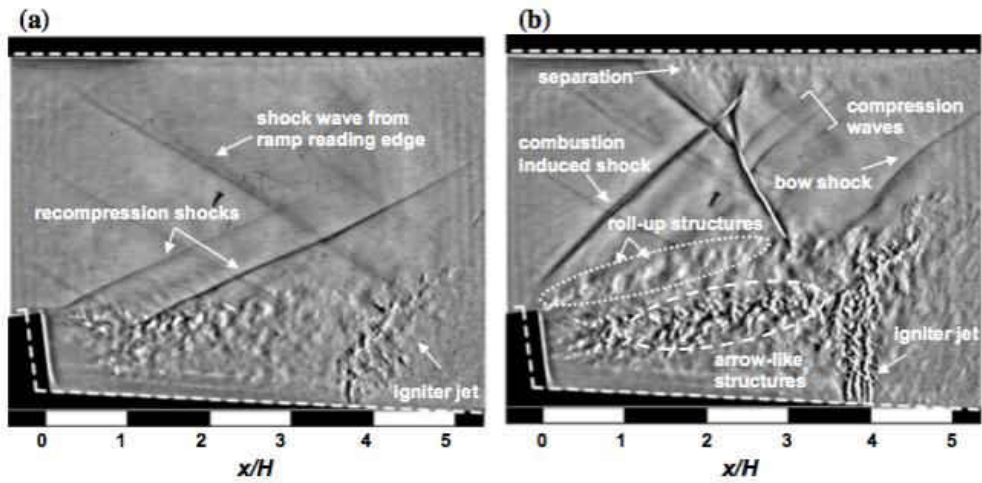 (a)
shock wave from
ramp reading edge
recompression shocks
igniter jet
0 1 2 3 4 5
x/H
(b)
separation
compression
waves
combustion
induced shock
bow shock
roll-up structures
igniter jet
arrow-like
structures
0 1 2 3 4 5
x/H